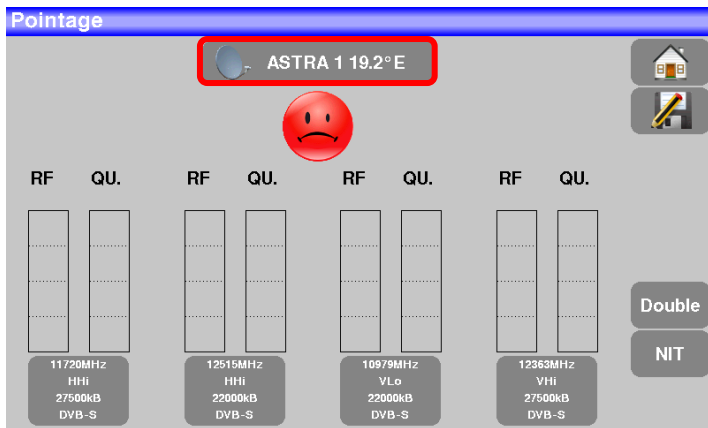 Pointage
ASTRA 1 19.2° E
RF QU. RF QU. RF QU. RF QU.
Double
NIT
11720MHz
HHi
27500kB
DVB-S
12515MHz
HHi
22000kB
DVB-S
10979MHz
VLo
22000kB
DVB-S
12363MHz
VHi
27500kB
DVB-S